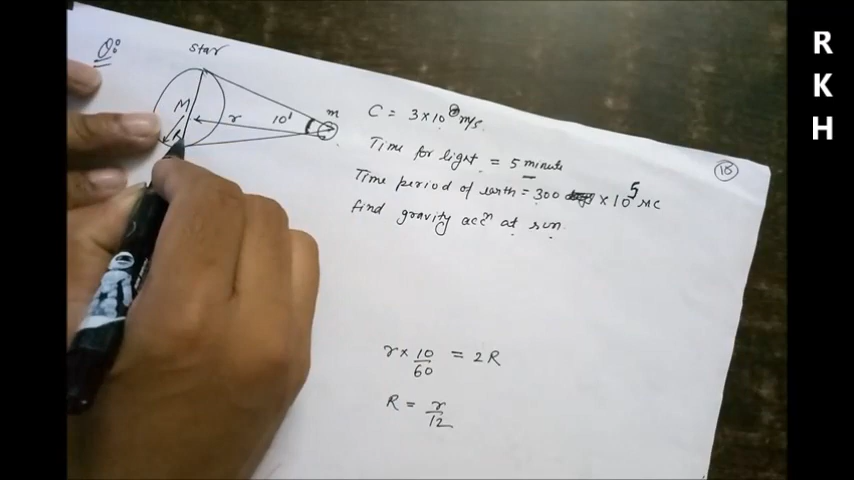 Q:
star
M
R
r
10'
m
C = 3×10⁸ m/s.
Time for light = 5 minute
Time period of earth = 300 × 10⁵ sec
find gravity accⁿ at sun.
18
r × 10/60 = 2R
R = r/12
R
K
H